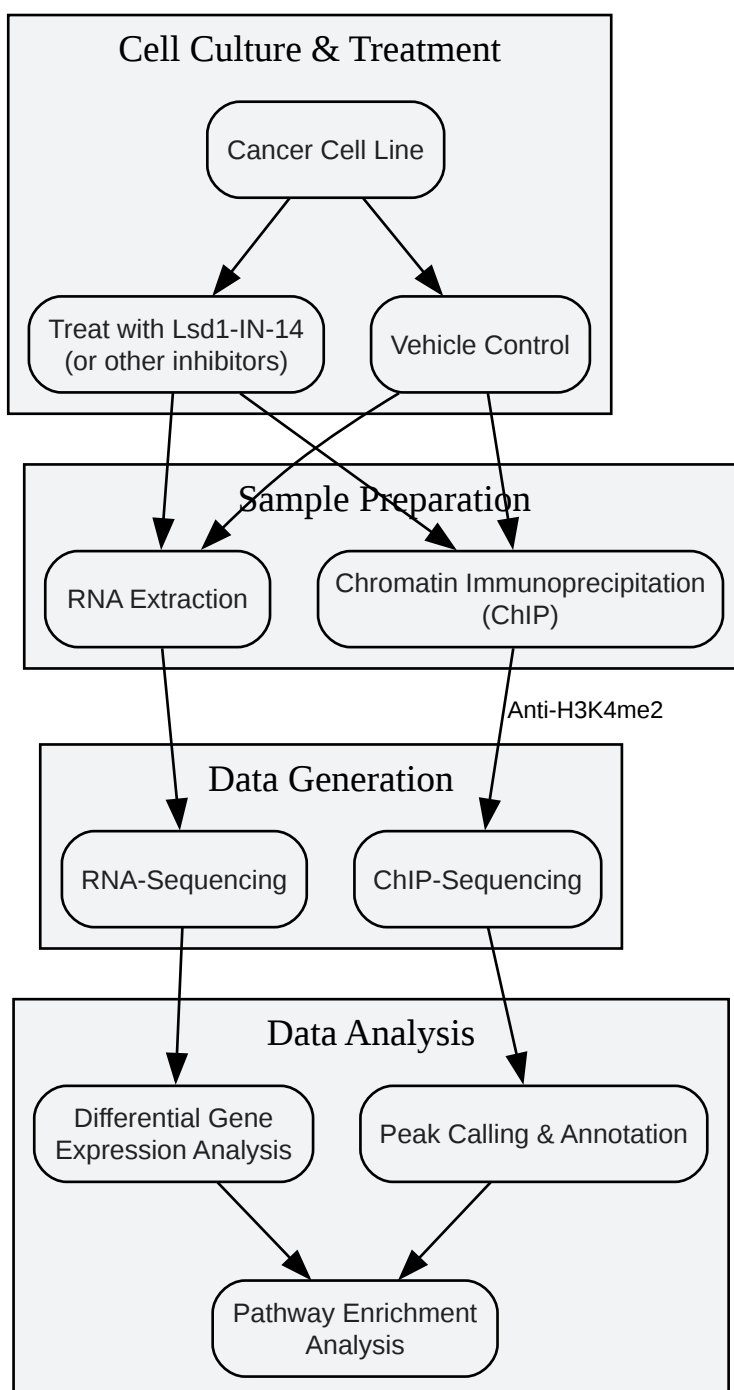 Cell Culture & Treatment
Cancer Cell Line
Treat with Lsd1-IN-14
(or other inhibitors)
Vehicle Control
Sample Preparation
RNA Extraction
Chromatin Immunoprecipitation
(ChIP)
Anti-H3K4me2
Data Generation
RNA-Sequencing
ChIP-Sequencing
Data Analysis
Differential Gene
Expression Analysis
Peak Calling & Annotation
Pathway Enrichment
Analysis